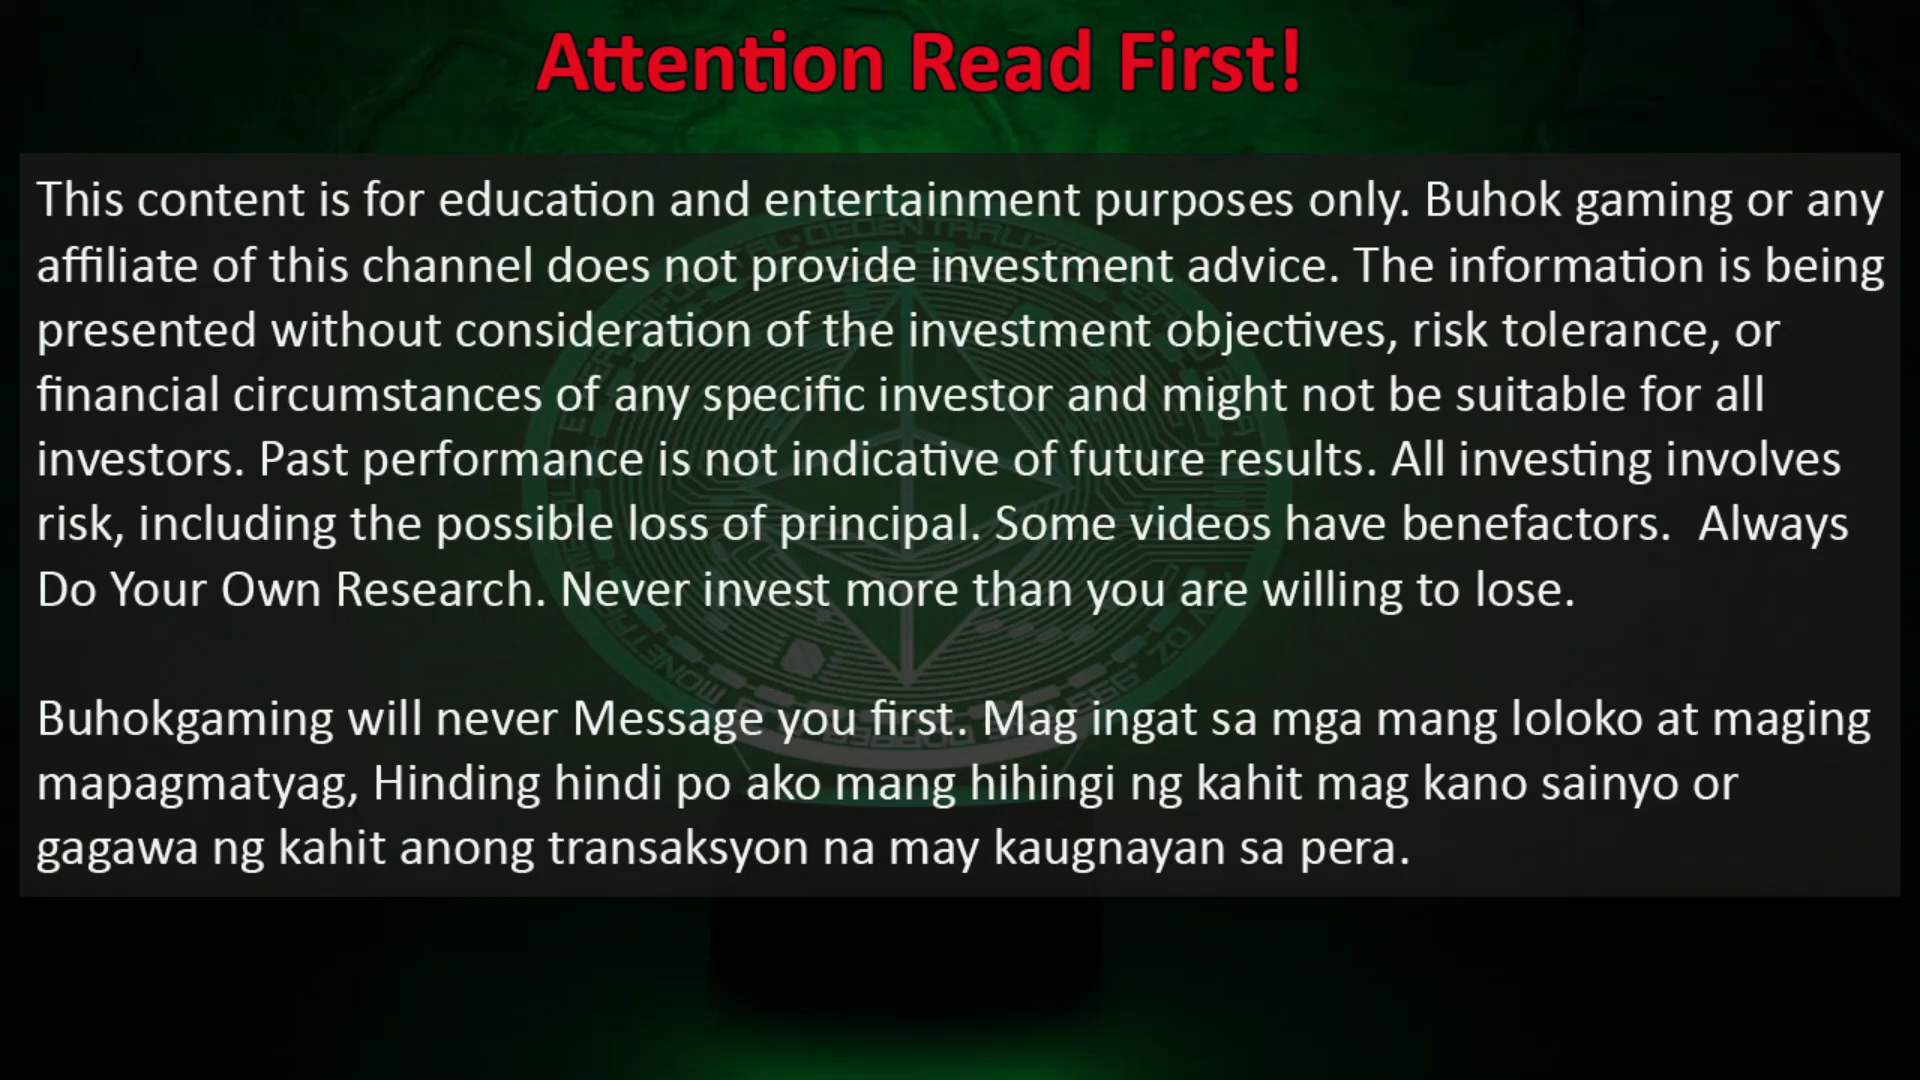 Attention Read First!
This content is for education and entertainment purposes only. Buhok gaming or any
affiliate of this channel does not provide investment advice. The information is being
presented without consideration of the investment objectives, risk tolerance, or
financial circumstances of any specific investor and might not be suitable for all
investors. Past performance is not indicative of future results. All investing involves
risk, including the possible loss of principal. Some videos have benefactors.  Always
Do Your Own Research. Never invest more than you are willing to lose.
Buhokgaming will never Message you first. Mag ingat sa mga mang loloko at maging
mapagmatyag, Hinding hindi po ako mang hihingi ng kahit mag kano sainyo or
gagawa ng kahit anong transaksyon na may kaugnayan sa pera.